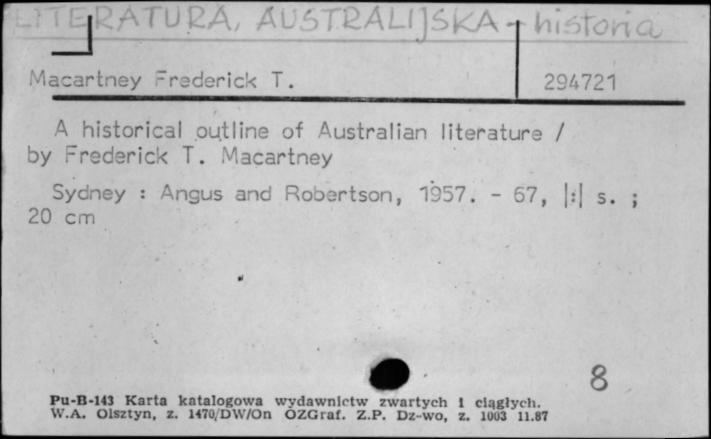 LITERATURA, AUSTRALIJSKA - historia
Macartney Frederick T. 294721
A historical outline of Australian literature /
by Frederick T. Macartney
Sydney : Angus and Robertson, 1957. - 67, |:| s. ;
20 cm
8
Pu-B-143 Karta katalogowa wydawnictw zwartych i ciągłych.
W.A. Olsztyn, z. 1470/DW/On OZGraf. Z.P. Dz-wo, z. 1003 11.87